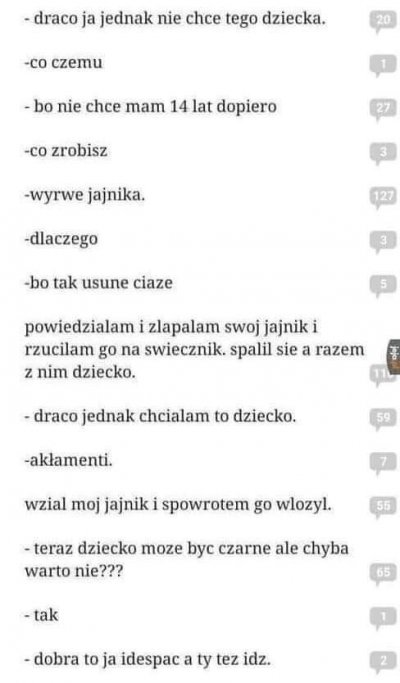 - draco ja jednak nie chce tego dziecka.
20
-co czemu
1
- bo nie chce mam 14 lat dopiero
27
-co zrobisz
3
-wyrwe jajnika.
127
-dlaczego
3
-bo tak usune ciaze
5
powiedzialam i zlapalam swoj jajnik i
rzucilam go na swiecznik. spalil sie a razem
z nim dziecko.
- draco jednak chcialam to dziecko.
59
-akłamenti.
7
wzial moj jajnik i spowrotem go wlozyl.
55
- teraz dziecko moze byc czarne ale chyba
warto nie???
65
- tak
1
- dobra to ja idespac a ty tez idz.
2